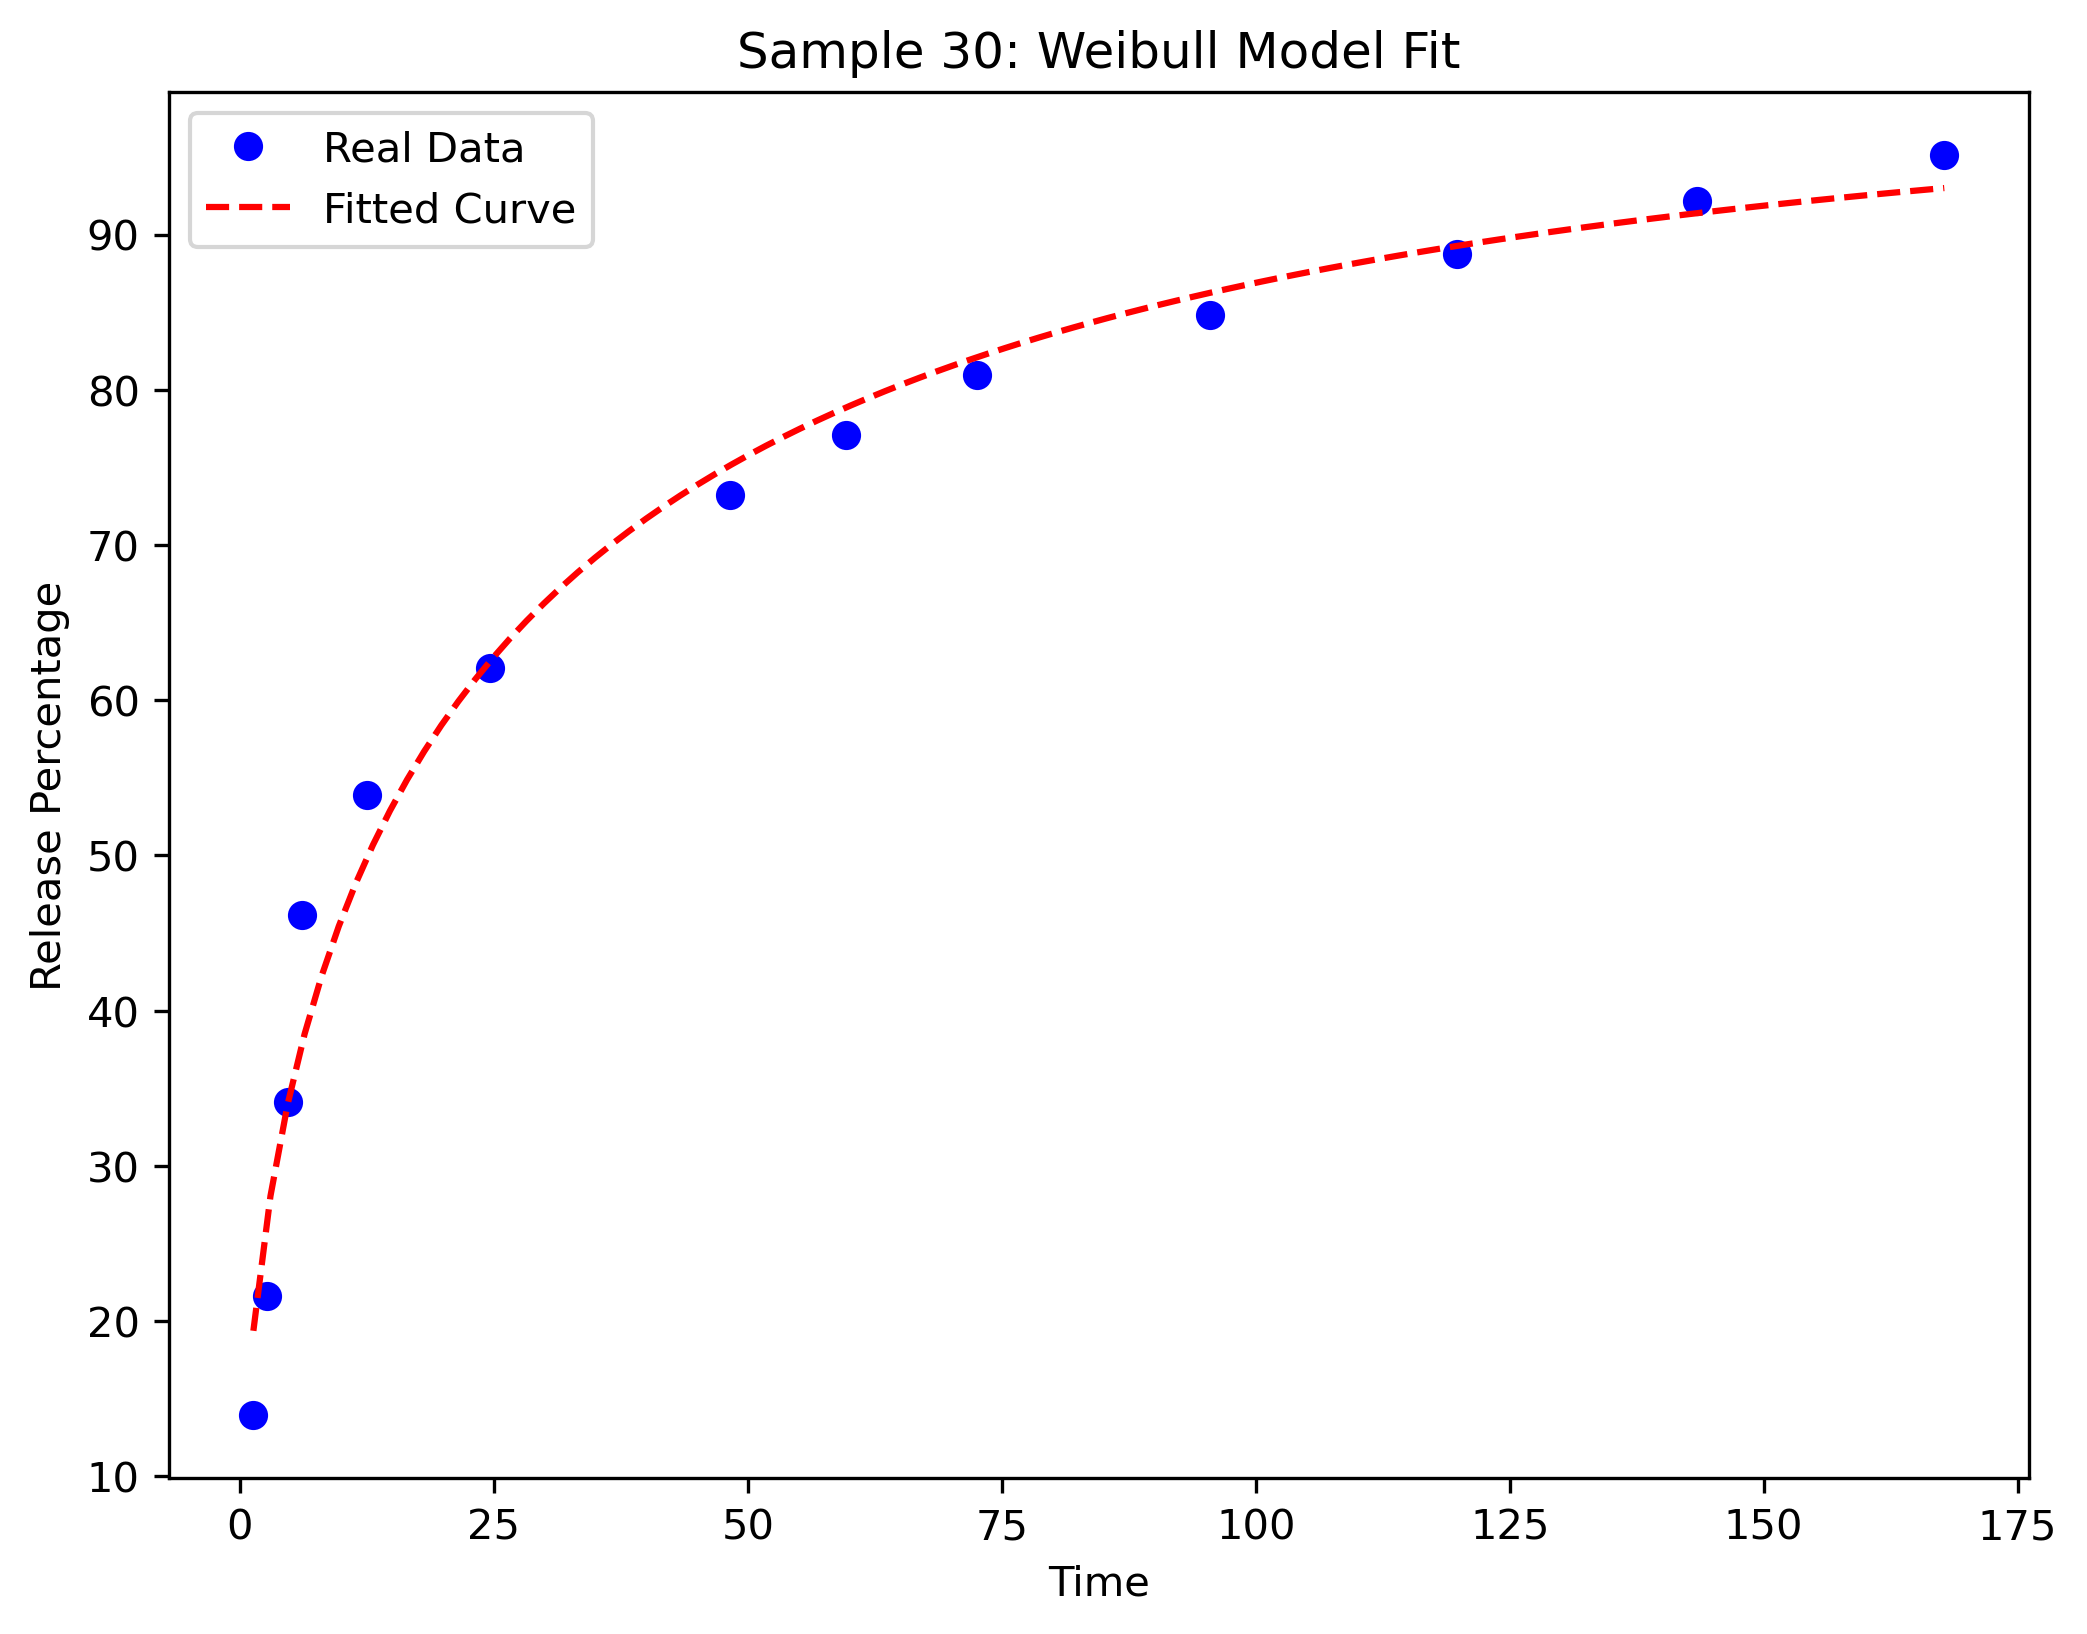 Sample 30: Weibull Model Fit
Real Data
Fitted Curve
90
80
70
60
50
40
30
20
10
Release Percentage
0 25 50 75 100 125 150 175
Time